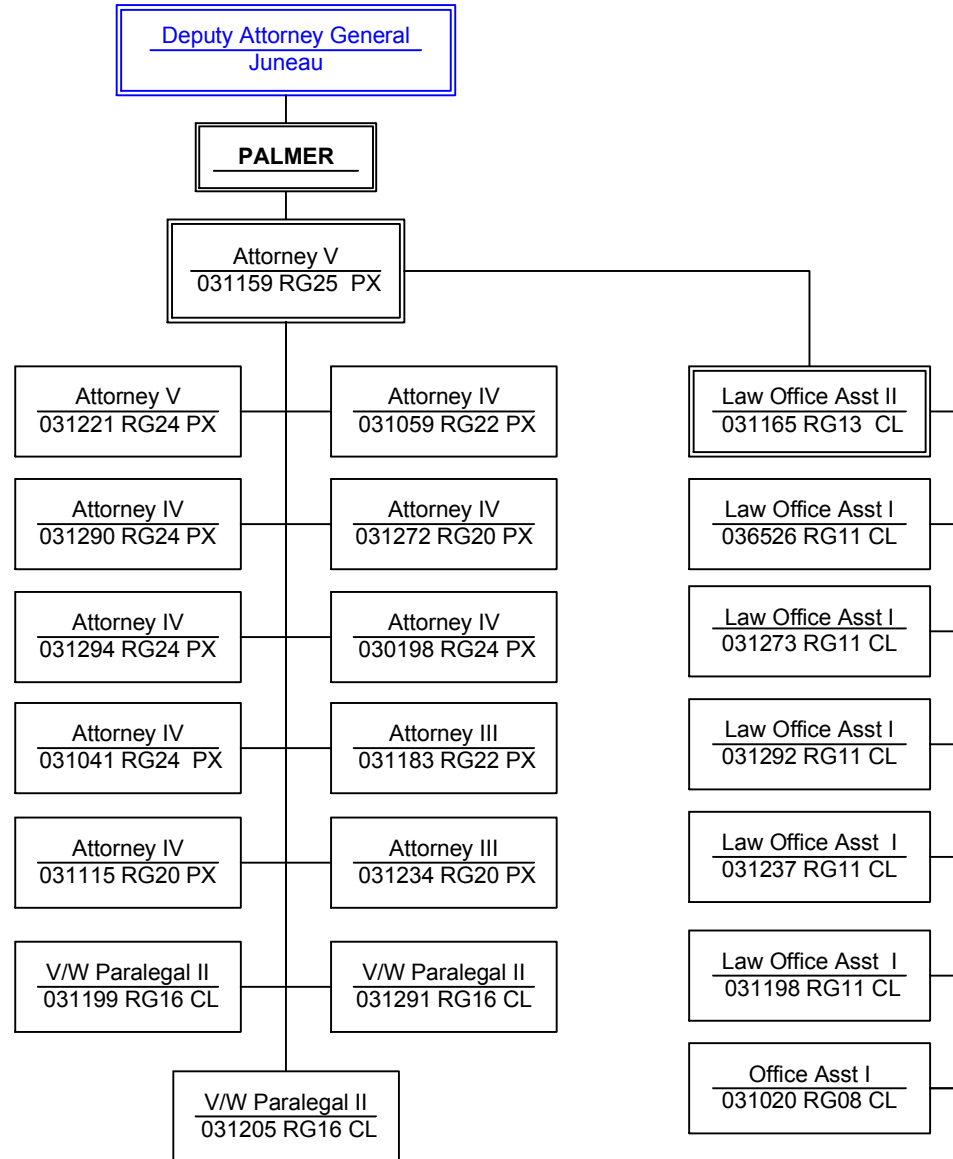 Deputy Attorney General
Juneau
PALMER
Attorney V
031159 RG25  PX
Attorney V
031221 RG24 PX
Attorney IV
031059 RG22 PX
Law Office Asst II
031165 RG13  CL
Attorney IV
031290 RG24 PX
Attorney IV
031272 RG20 PX
Law Office Asst I
036526 RG11 CL
Attorney IV
031294 RG24 PX
Attorney IV
030198 RG24 PX
Law Office Asst I
031273 RG11 CL
Attorney IV
031041 RG24  PX
Attorney III
031183 RG22 PX
Law Office Asst I
031292 RG11 CL
Attorney IV
031115 RG20 PX
Attorney III
031234 RG20 PX
Law Office Asst  I
031237 RG11 CL
V/W Paralegal II
031199 RG16 CL
V/W Paralegal II
031291 RG16 CL
Law Office Asst  I
031198 RG11 CL
V/W Paralegal II
031205 RG16 CL
Office Asst I
031020 RG08 CL